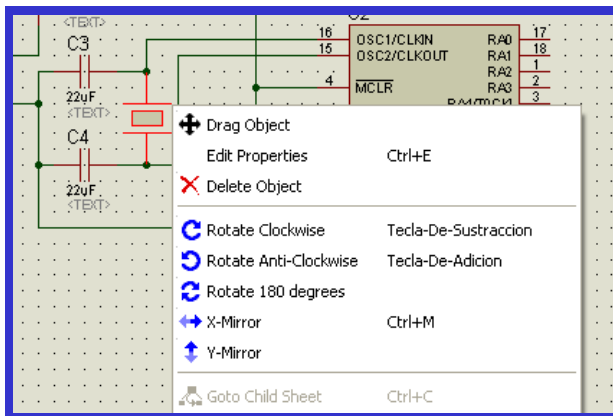 <TEXT>
C3
22uF
<TEXT>
C4
22uF
<TEXT>
U2
16 OSC1/CLKIN RA0 17
15 OSC2/CLKOUT RA1 18
RA2 1
4 MCLR RA3 2
RA4/T0CKI 3
Drag Object
Edit Properties Ctrl+E
Delete Object
Rotate Clockwise Tecla-De-Sustraccion
Rotate Anti-Clockwise Tecla-De-Adicion
Rotate 180 degrees
X-Mirror Ctrl+M
Y-Mirror
Goto Child Sheet Ctrl+C